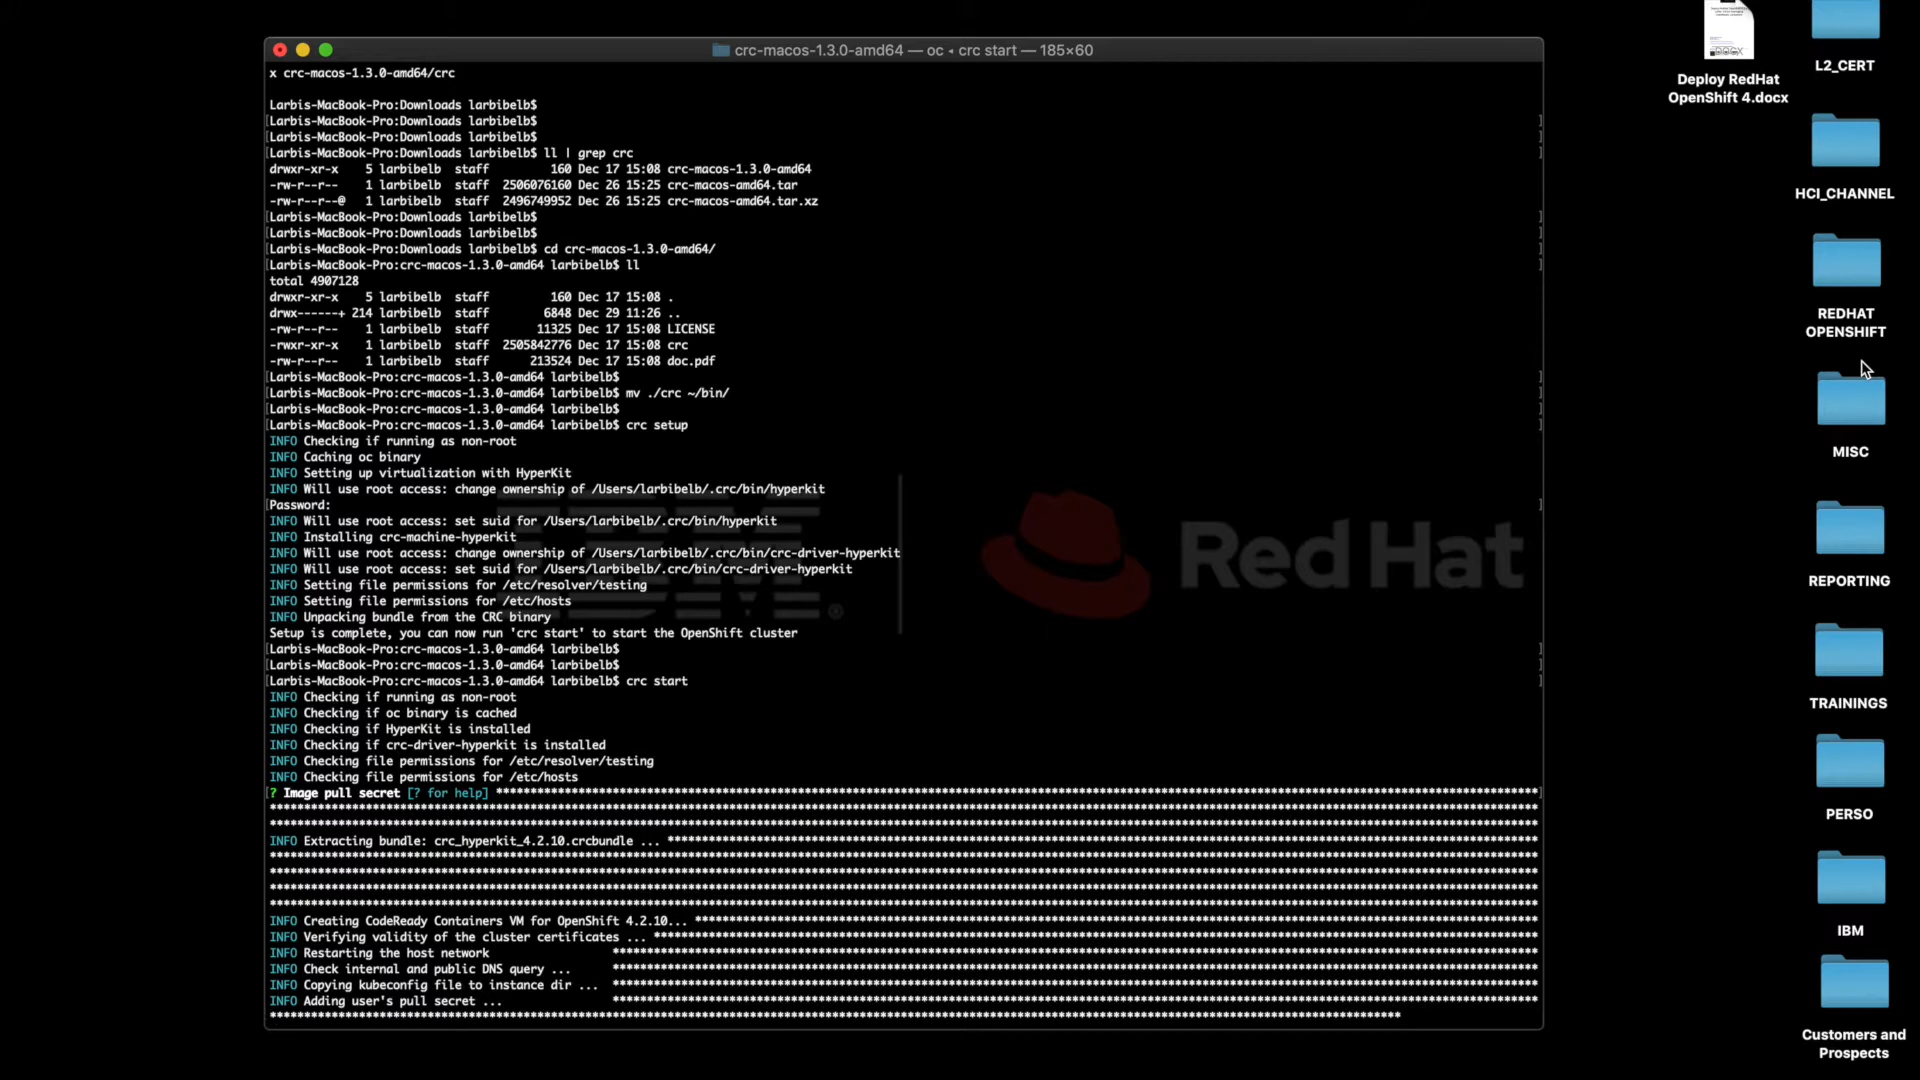 crc-macos-1.3.0-amd64 — oc ◂ crc start — 185×60
x crc-macos-1.3.0-amd64/crc
[Larbis-MacBook-Pro:Downloads larbibelb$
[Larbis-MacBook-Pro:Downloads larbibelb$ ]
[Larbis-MacBook-Pro:Downloads larbibelb$ ]
[Larbis-MacBook-Pro:Downloads larbibelb$ ll | grep crc ]
drwxr-xr-x 5 larbibelb staff 160 Dec 17 15:08 crc-macos-1.3.0-amd64
-rw-r--r-- 1 larbibelb staff 2506076160 Dec 26 15:25 crc-macos-amd64.tar
-rw-r--r--@ 1 larbibelb staff 2496749952 Dec 26 15:25 crc-macos-amd64.tar.xz
[Larbis-MacBook-Pro:Downloads larbibelb$ ]
[Larbis-MacBook-Pro:Downloads larbibelb$ ]
[Larbis-MacBook-Pro:Downloads larbibelb$ cd crc-macos-1.3.0-amd64/ ]
[Larbis-MacBook-Pro:crc-macos-1.3.0-amd64 larbibelb$ ll ]
total 4907128
drwxr-xr-x 5 larbibelb staff 160 Dec 17 15:08 .
drwx------+ 214 larbibelb staff 6848 Dec 29 11:26 ..
-rw-r--r-- 1 larbibelb staff 11325 Dec 17 15:08 LICENSE
-rwxr-xr-x 1 larbibelb staff 2505842776 Dec 17 15:08 crc
-rw-r--r-- 1 larbibelb staff 213524 Dec 17 15:08 doc.pdf
[Larbis-MacBook-Pro:crc-macos-1.3.0-amd64 larbibelb$ ]
[Larbis-MacBook-Pro:crc-macos-1.3.0-amd64 larbibelb$ mv ./crc ~/bin/ ]
[Larbis-MacBook-Pro:crc-macos-1.3.0-amd64 larbibelb$ ]
[Larbis-MacBook-Pro:crc-macos-1.3.0-amd64 larbibelb$ crc setup ]
INFO Checking if running as non-root
INFO Caching oc binary
INFO Setting up virtualization with HyperKit
INFO Will use root access: change ownership of /Users/larbibelb/.crc/bin/hyperkit
[Password: ]
INFO Will use root access: set suid for /Users/larbibelb/.crc/bin/hyperkit
INFO Installing crc-machine-hyperkit
INFO Will use root access: change ownership of /Users/larbibelb/.crc/bin/crc-driver-hyperkit
INFO Will use root access: set suid for /Users/larbibelb/.crc/bin/crc-driver-hyperkit
INFO Setting file permissions for /etc/resolver/testing
INFO Setting file permissions for /etc/hosts
INFO Unpacking bundle from the CRC binary
Setup is complete, you can now run 'crc start' to start the OpenShift cluster
[Larbis-MacBook-Pro:crc-macos-1.3.0-amd64 larbibelb$ ]
[Larbis-MacBook-Pro:crc-macos-1.3.0-amd64 larbibelb$ ]
[Larbis-MacBook-Pro:crc-macos-1.3.0-amd64 larbibelb$ crc start ]
INFO Checking if running as non-root
INFO Checking if oc binary is cached
INFO Checking if HyperKit is installed
INFO Checking if crc-driver-hyperkit is installed
INFO Checking file permissions for /etc/resolver/testing
INFO Checking file permissions for /etc/hosts
[? Image pull secret [? for help]
INFO Extracting bundle: crc_hyperkit_4.2.10.crcbundle ...
INFO Creating CodeReady Containers VM for OpenShift 4.2.10...
INFO Verifying validity of the cluster certificates ...
INFO Restarting the host network
INFO Check internal and public DNS query ...
INFO Copying kubeconfig file to instance dir ...
INFO Adding user's pull secret ...
IBM ®
Red Hat
Deploy RedHat
OpenShift 4.docx
DOCX
L2_CERT
HCI_CHANNEL
REDHAT
OPENSHIFT
MISC
REPORTING
TRAININGS
PERSO
IBM
Customers and
Prospects